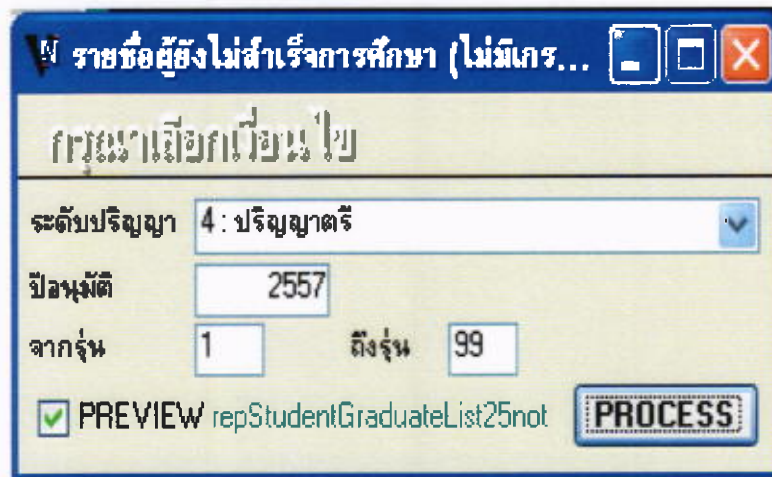 รายชื่อผู้ยังไม่สำเร็จการศึกษา (ไม่มีเกร...
กรุณาเลือกเงื่อนไข
ระดับปริญญา 4 : ปริญญาตรี
ปีอนุมัติ 2557
จากรุ่น 1 ถึงรุ่น 99
PREVIEW repStudentGraduateList25not PROCESS